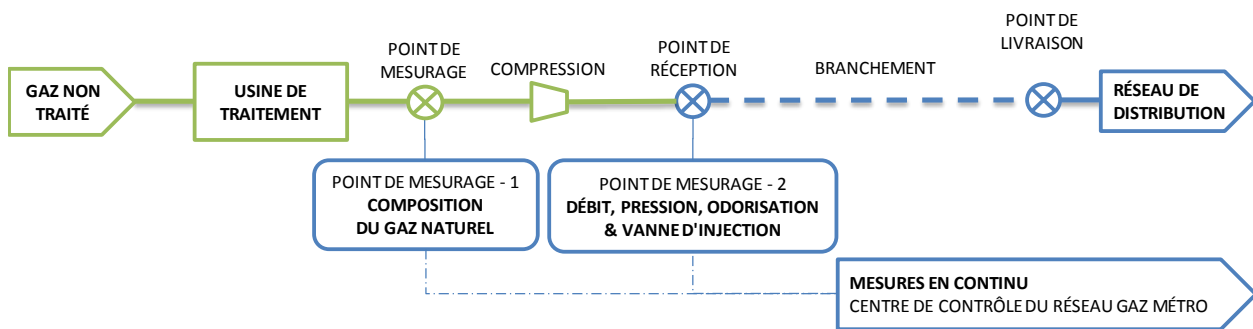 GAZ NON
TRAITÉ
USINE DE
TRAITEMENT
POINT DE
MESURAGE
COMPRESSION
POINT DE
RÉCEPTION
BRANCHEMENT
POINT DE
LIVRAISON
RÉSEAU DE
DISTRIBUTION
POINT DE MESURAGE - 1
COMPOSITION
DU GAZ NATUREL
POINT DE MESURAGE - 2
DÉBIT, PRESSION, ODORISATION
& VANNE D'INJECTION
MESURES EN CONTINU
CENTRE DE CONTRÔLE DU RÉSEAU GAZ MÉTRO